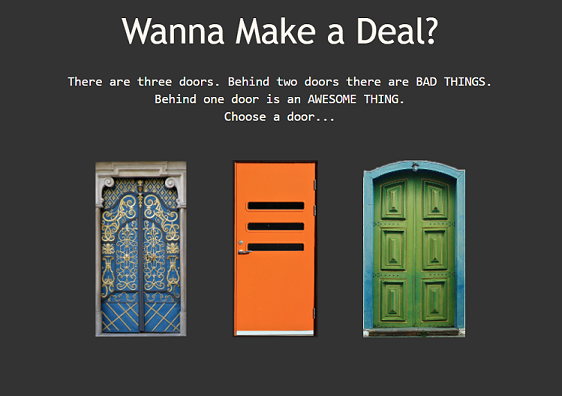 Wanna Make a Deal?
There are three doors. Behind two doors there are BAD THINGS.
Behind one door is an AWESOME THING.
Choose a door...